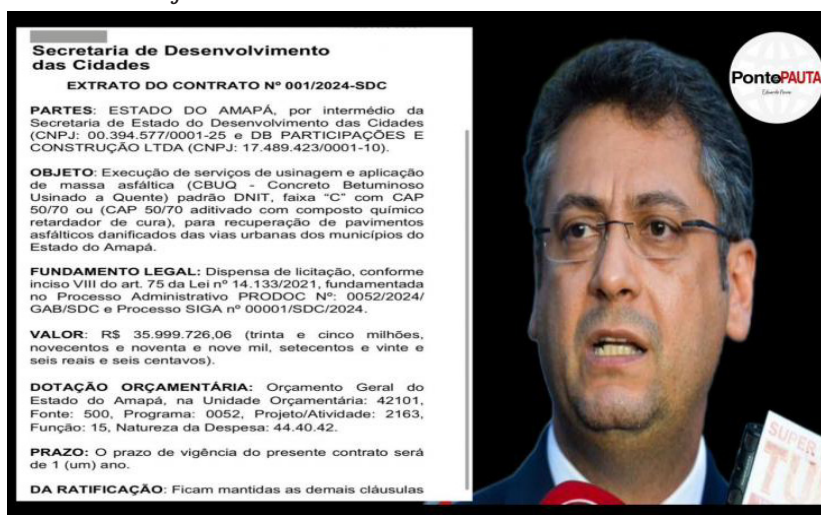 Secretaria de Desenvolvimento
das Cidades
EXTRATO DO CONTRATO Nº 001/2024-SDC
PARTES: ESTADO DO AMAPÁ, por intermédio da
Secretaria de Estado do Desenvolvimento das Cidades
(CNPJ: 00.394.577/0001-25 e DB PARTICIPAÇÕES E
CONSTRUÇÃO LTDA (CNPJ: 17.489.423/0001-10).
OBJETO: Execução de serviços de usinagem e aplicação
de massa asfáltica (CBUQ - Concreto Betuminoso
Usinado a Quente) padrão DNIT, faixa “C” com CAP
50/70 ou (CAP 50/70 aditivado com composto químico
retardador de cura), para recuperação de pavimentos
asfálticos danificados das vias urbanas dos municípios do
Estado do Amapá.
FUNDAMENTO LEGAL: Dispensa de licitação, conforme
inciso VIII do art. 75 da Lei nº 14.133/2021, fundamentada
no Processo Administrativo PRODOC Nº: 0052/2024/
GAB/SDC e Processo SIGA nº 00001/SDC/2024.
VALOR: R$ 35.999.726,06 (trinta e cinco milhões,
novecentos e noventa e nove mil, setecentos e vinte e
seis reais e seis centavos).
DOTAÇÃO ORÇAMENTÁRIA: Orçamento Geral do
Estado do Amapá, na Unidade Orçamentária: 42101,
Fonte: 500, Programa: 0052, Projeto/Atividade: 2163,
Função: 15, Natureza da Despesa: 44.40.42.
PRAZO: O prazo de vigência do presente contrato será
de 1 (um) ano.
DA RATIFICAÇÃO: Ficam mantidas as demais cláusulas
PontoPAUTA
SUPER
TU